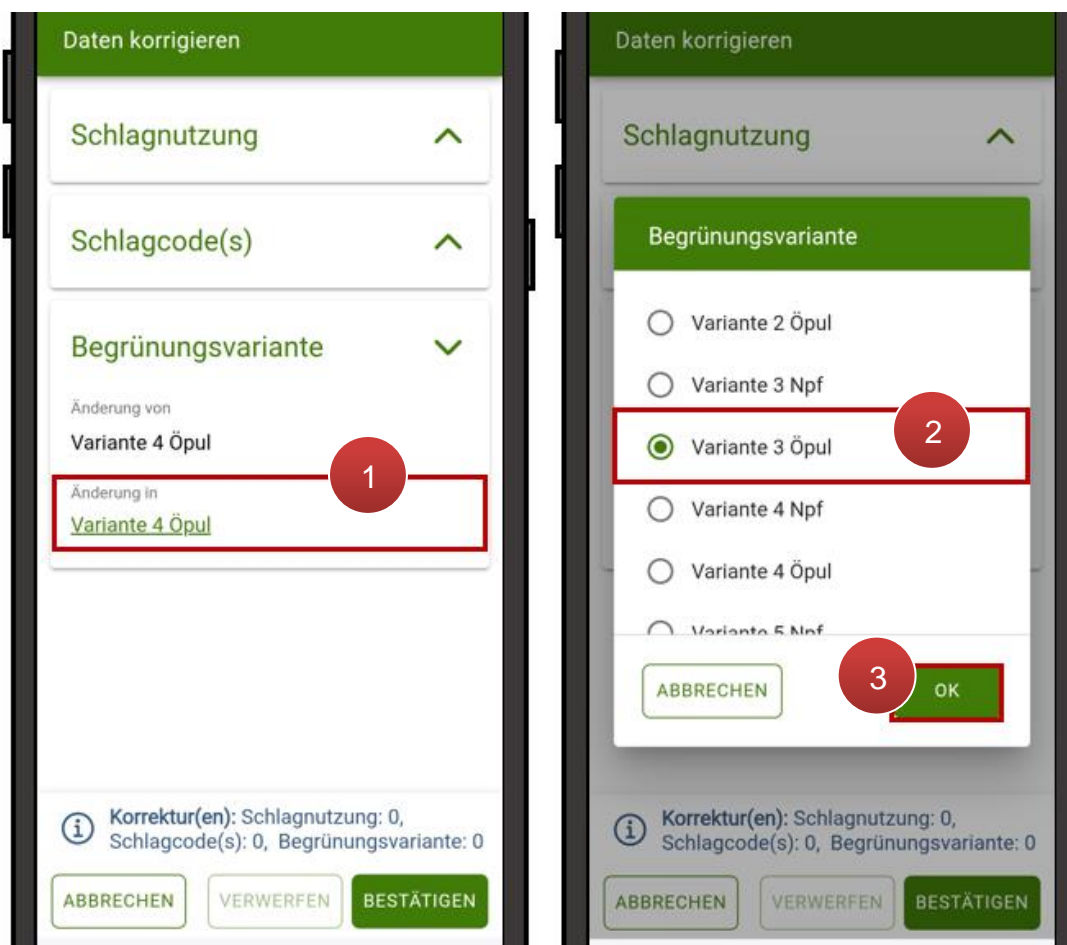 Daten korrigieren
Schlagnutzung
Schlagcode(s)
Begrünungsvariante
Änderung von
Variante 4 Öpul
1
Änderung in
Variante 4 Öpul
Korrektur(en): Schlagnutzung: 0,
Schlagcode(s): 0, Begrünungsvariante: 0
ABBRECHEN VERWERFEN BESTÄTIGEN
Daten korrigieren
Schlagnutzung
Begrünungsvariante
Variante 2 Öpul
Variante 3 Npf
Variante 3 Öpul
2
Variante 4 Npf
Variante 4 Öpul
Variante 5 Npf
ABBRECHEN 3 OK
Korrektur(en): Schlagnutzung: 0,
Schlagcode(s): 0, Begrünungsvariante: 0
ABBRECHEN VERWERFEN BESTÄTIGEN